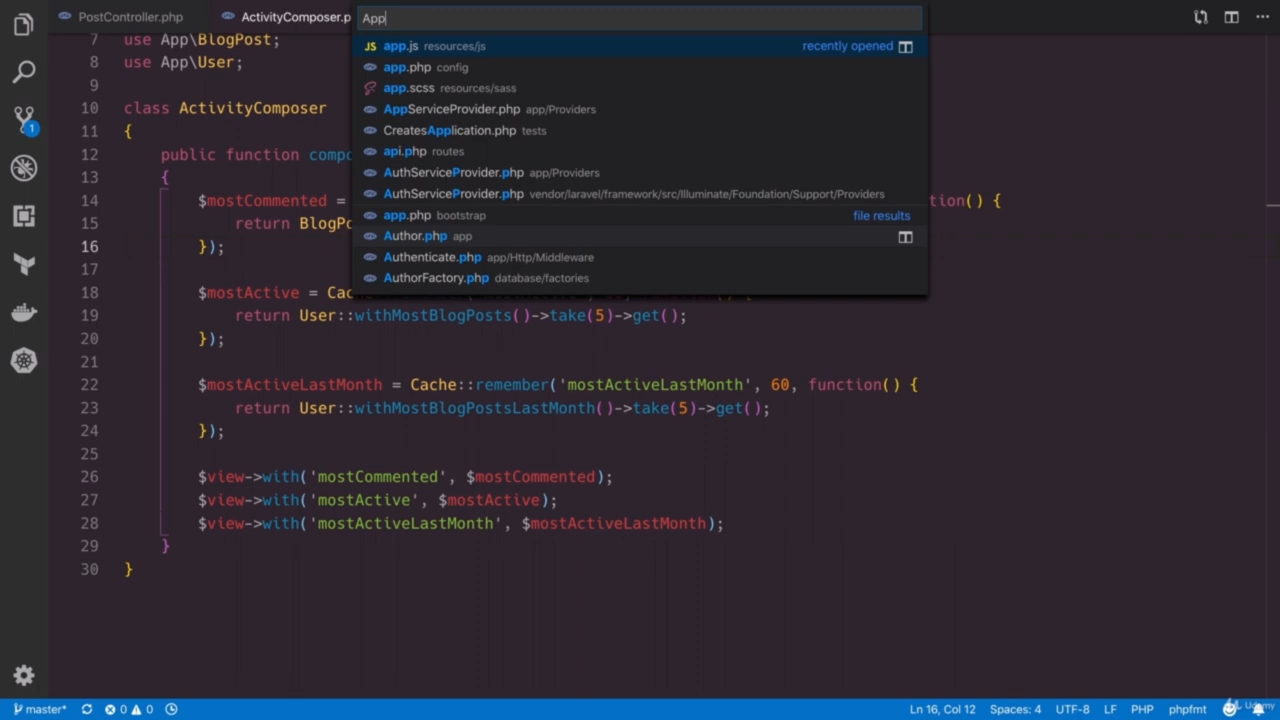 PostController.php
ActivityComposer.p
App
JS app.js resources/js recently opened
app.php config
app.scss resources/sass
AppServiceProvider.php app/Providers
CreatesApplication.php tests
api.php routes
AuthServiceProvider.php app/Providers
AuthServiceProvider.php vendor/laravel/framework/src/Illuminate/Foundation/Support/Providers
app.php bootstrap file results
Author.php app
Authenticate.php app/Http/Middleware
AuthorFactory.php database/factories
7 use App\BlogPost;
8 use App\User;
9
10 class ActivityComposer
11 {
12 public function compo
13 {
14 $mostCommented = tion() {
15 return BlogPo
16 });
17
18 $mostActive = Cac
19 return User::withMostBlogPosts()->take(5)->get();
20 });
21
22 $mostActiveLastMonth = Cache::remember('mostActiveLastMonth', 60, function() {
23 return User::withMostBlogPostsLastMonth()->take(5)->get();
24 });
25
26 $view->with('mostCommented', $mostCommented);
27 $view->with('mostActive', $mostActive);
28 $view->with('mostActiveLastMonth', $mostActiveLastMonth);
29 }
30 }
1
master* 0 0 Ln 16, Col 12 Spaces: 4 UTF-8 LF PHP phpfmt
Udemy